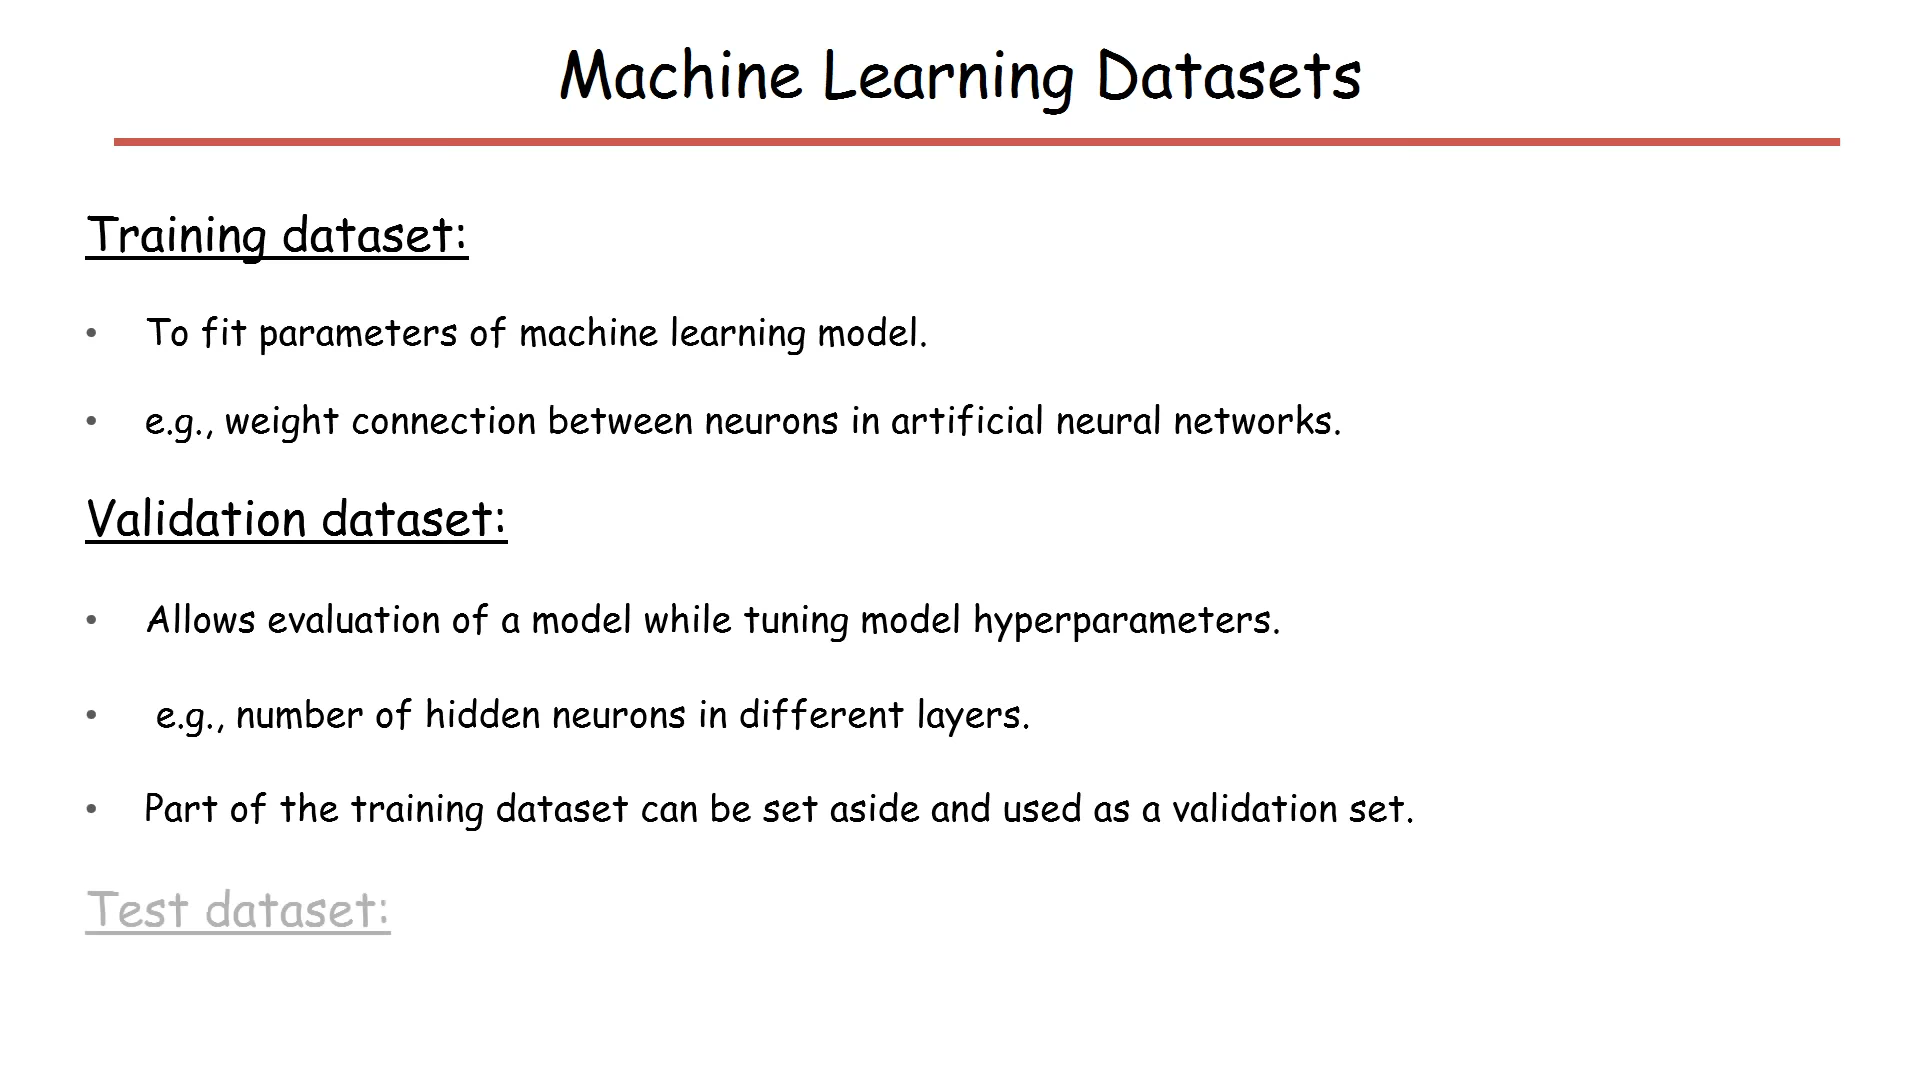 Machine Learning Datasets
Training dataset:
• To fit parameters of machine learning model.
• e.g., weight connection between neurons in artificial neural networks.
Validation dataset:
• Allows evaluation of a model while tuning model hyperparameters.
• e.g., number of hidden neurons in different layers.
• Part of the training dataset can be set aside and used as a validation set.
Test dataset: